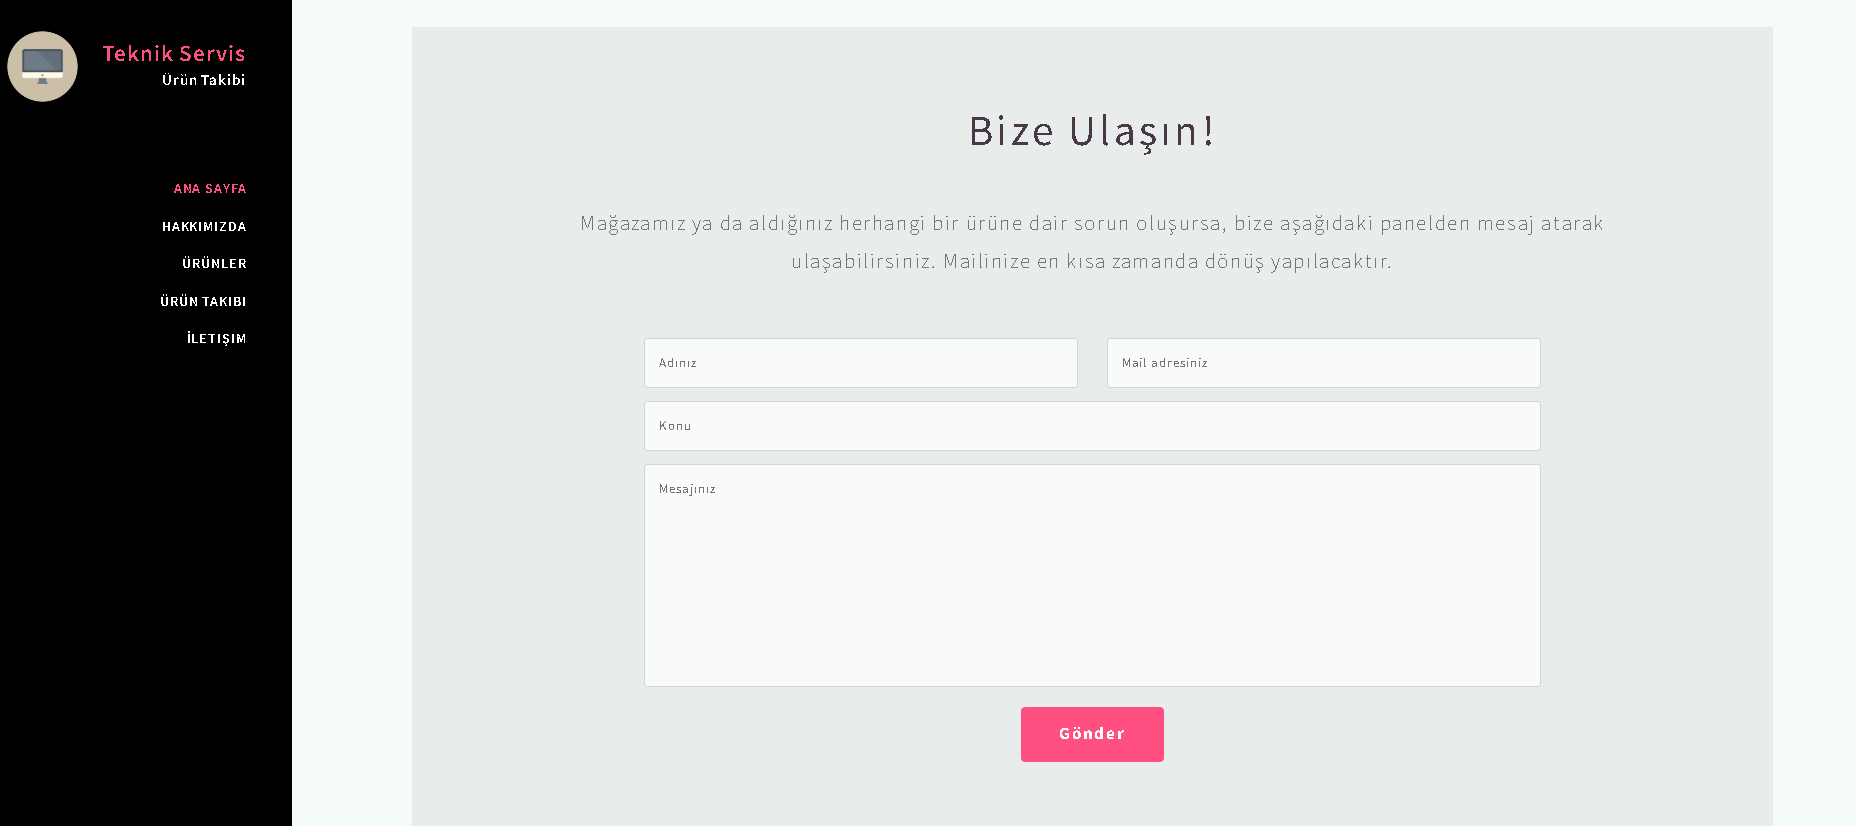 Teknik Servis
Ürün Takibi
ANA SAYFA
HAKKIMIZDA
ÜRÜNLER
ÜRÜN TAKIBI
İLETIŞIM
Bize Ulaşın!
Mağazamız ya da aldığınız herhangi bir ürüne dair sorun oluşursa, bize aşağıdaki panelden mesaj atarak
ulaşabilirsiniz. Mailinize en kısa zamanda dönüş yapılacaktır.
Adınız
Mail adresiniz
Konu
Mesajınız
Gönder